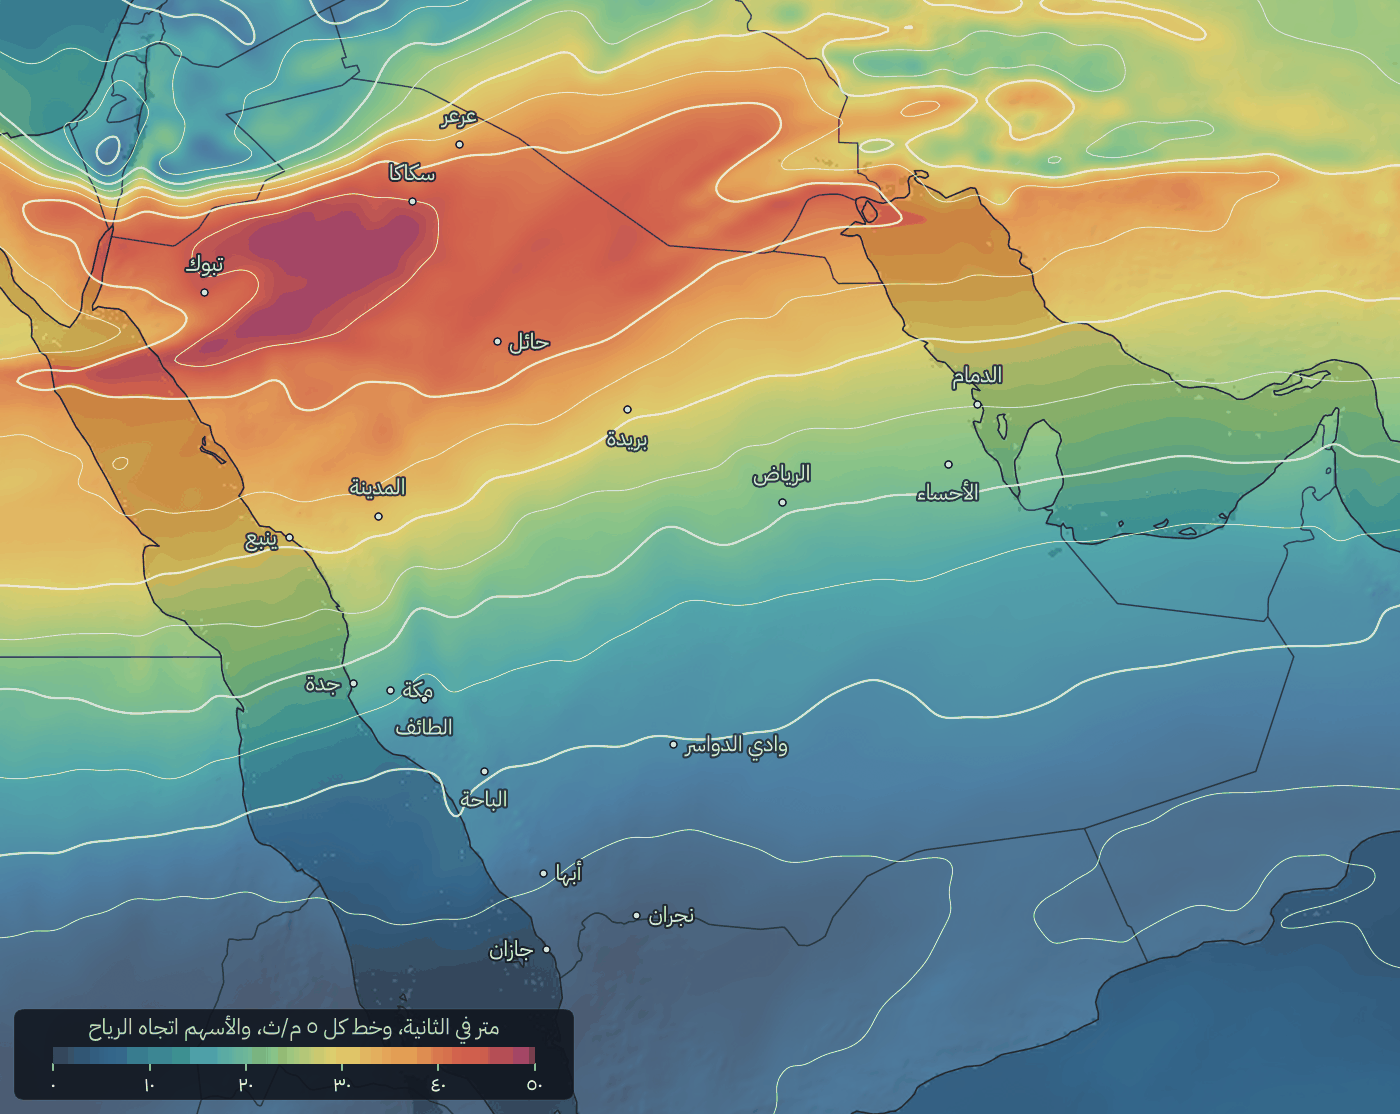 عرعر
سكاكا
تبوك
حائل
الدمام
بريدة
الرياض
المدينة
الأحساء
ينبع
جدة
مكة
الطائف
وادي الدواسر
الباحة
أبها
نجران
جازان
متر في الثانية، وخط كل ٥ م/ث، والأسهم اتجاه الرياح
٠ ١٠ ٢٠ ٣٠ ٤٠ ٥٠